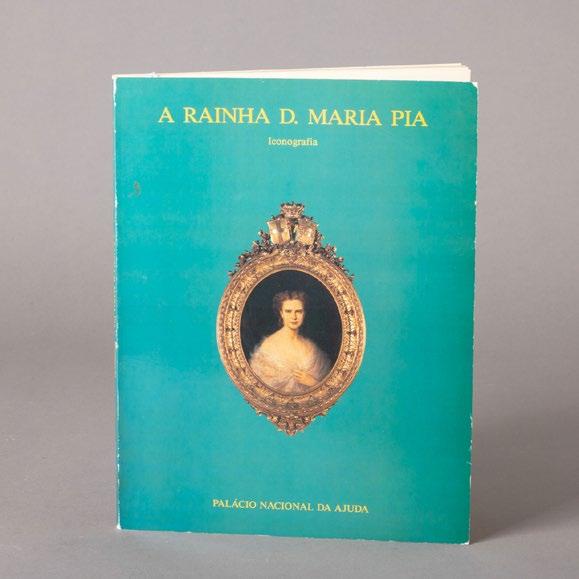 A RAINHA D. MARIA PIA
Iconografia
PALÁCIO NACIONAL DA AJUDA